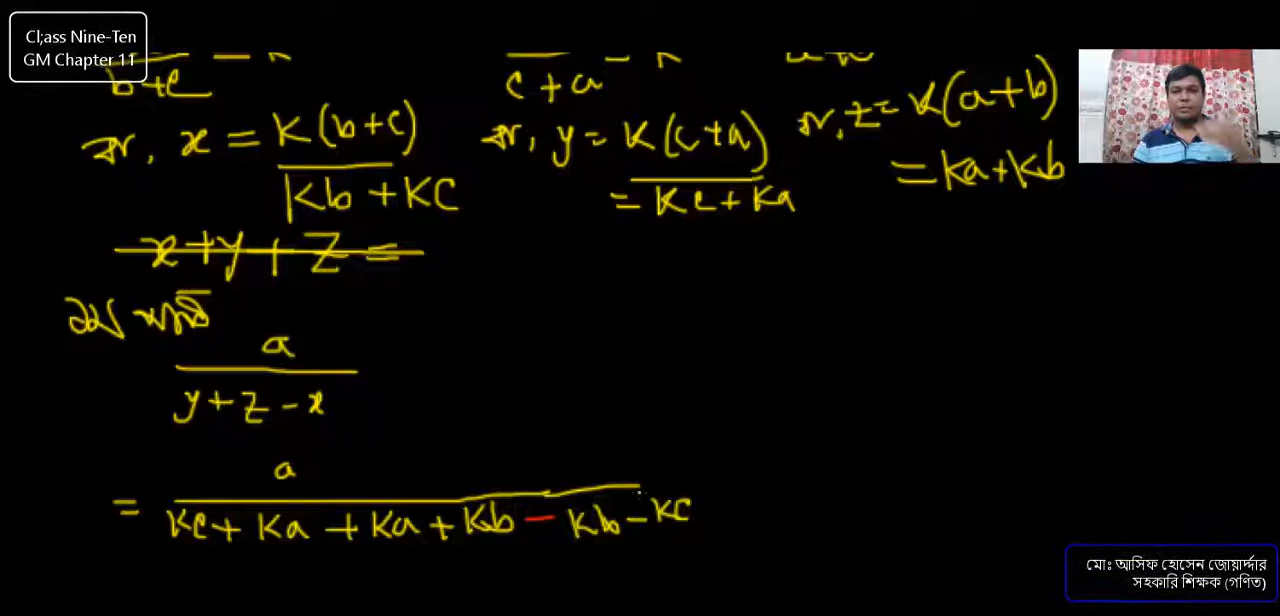 Cl;ass Nine-Ten
GM Chapter 11
b+c
c+a
বা, x = K(b+c)
বা, y = K(c+a)
বা, z = K(a+b)
Kb + KC
= KC + Ka
= Ka + Kb
x + y + z =
১ম রাশি
a
y + z - x
a
= KC + Ka + Ka + Kb - Kb - KC
মোঃ আসিফ হোসেন জোয়ার্দ্দার
সহকারি শিক্ষক (গণিত)